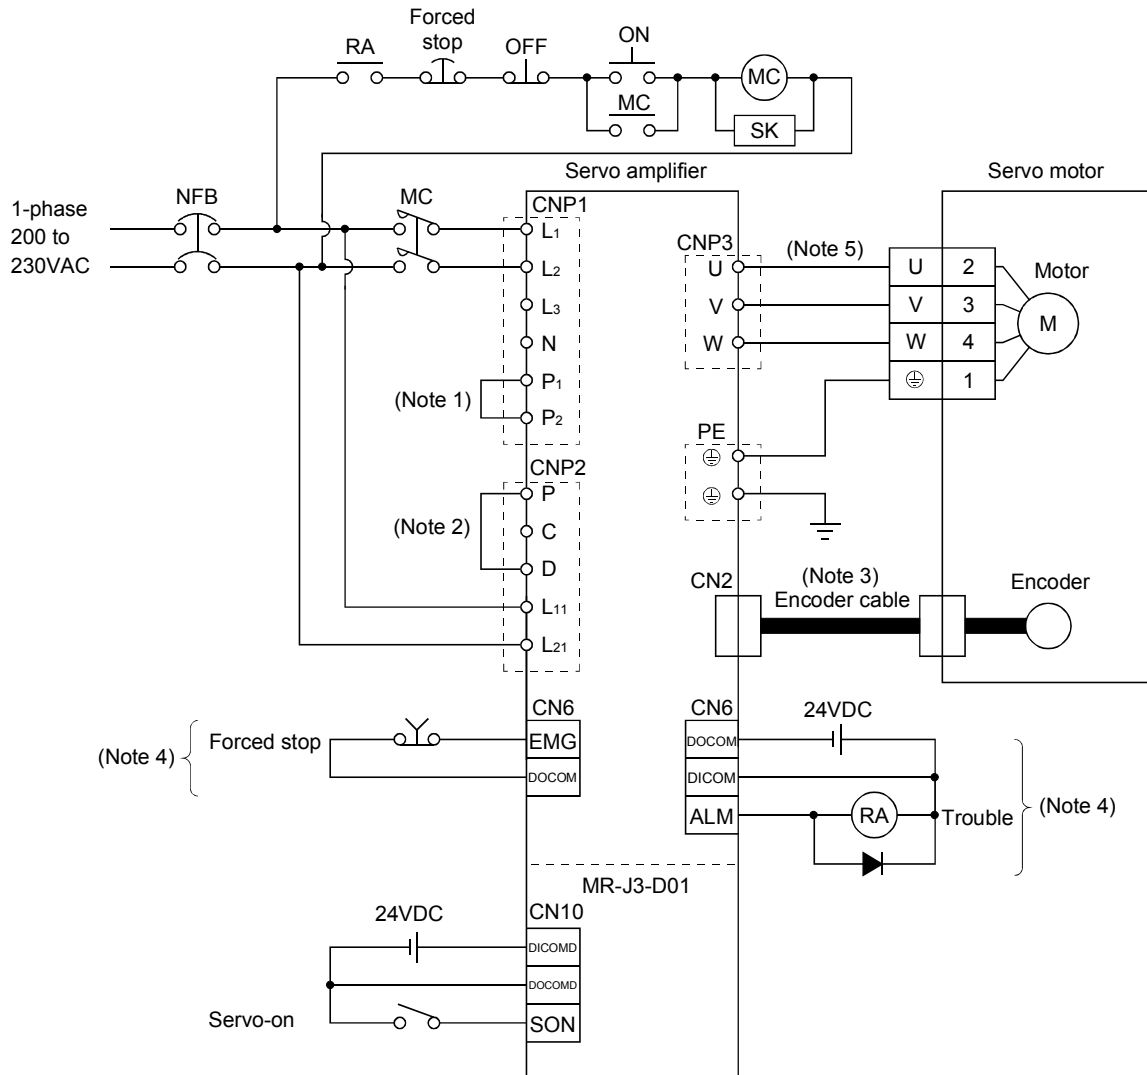 Forced
stop
RA
OFF
ON
MC
MC
SK
Servo amplifier
Servo motor
1-phase
200 to
230VAC
NFB
MC
CNP1
L1
L2
L3
N
P1
P2
(Note 1)
CNP2
P
C
D
L11
L21
(Note 2)
CNP3
U
V
W
(Note 5)
U 2
V 3
W 4
1
Motor
M
PE
CN2
(Note 3)
Encoder cable
Encoder
(Note 4)
Forced stop
CN6
EMG
DOCOM
CN6
DOCOM
DICOM
ALM
24VDC
RA
Trouble
(Note 4)
MR-J3-D01
CN10
24VDC
DICOMD
DOCOMD
SON
Servo-on